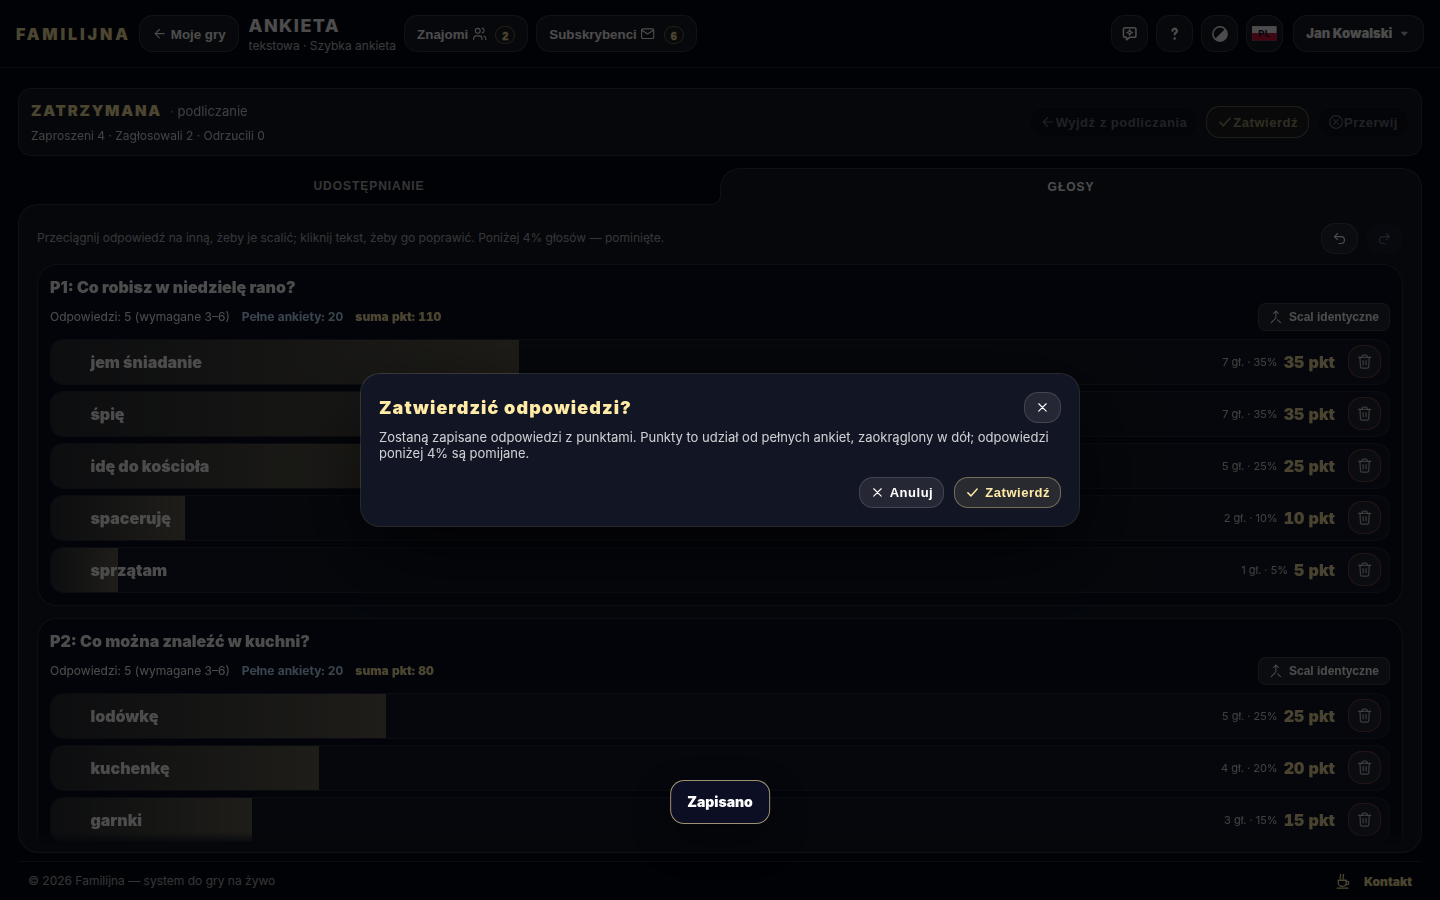 FAMILIJNA
Moje gry
ANKIETA
tekstowa · Szybka ankieta
Znajomi 2
Subskrybenci 6
?
PL
Jan Kowalski
ZATRZYMANA · podliczanie
Zaproszeni 4 · Zagłosowali 2 · Odrzucili 0
Wyjdź z podliczania
Zatwierdź
Przerwij
UDOSTĘPNIANIE
GŁOSY
Przeciągnij odpowiedź na inną, żeby je scalić; kliknij tekst, żeby go poprawić. Poniżej 4% głosów — pominięte.
P1: Co robisz w niedzielę rano?
Odpowiedzi: 5 (wymagane 3–6) Pełne ankiety: 20 suma pkt: 110
Scal identyczne
jem śniadanie 7 gł. · 35% 35 pkt
śpię 7 gł. · 35% 35 pkt
idę do kościoła 5 gł. · 25% 25 pkt
spaceruję 2 gł. · 10% 10 pkt
sprzątam 1 gł. · 5% 5 pkt
Zatwierdzić odpowiedzi?
Zostaną zapisane odpowiedzi z punktami. Punkty to udział od pełnych ankiet, zaokrąglony w dół; odpowiedzi
poniżej 4% są pomijane.
Anuluj
Zatwierdź
P2: Co można znaleźć w kuchni?
Odpowiedzi: 5 (wymagane 3–6) Pełne ankiety: 20 suma pkt: 80
Scal identyczne
lodówkę 5 gł. · 25% 25 pkt
kuchenkę 4 gł. · 20% 20 pkt
garnki 3 gł. · 15% 15 pkt
Zapisano
© 2026 Familijna — system do gry na żywo
Kontakt